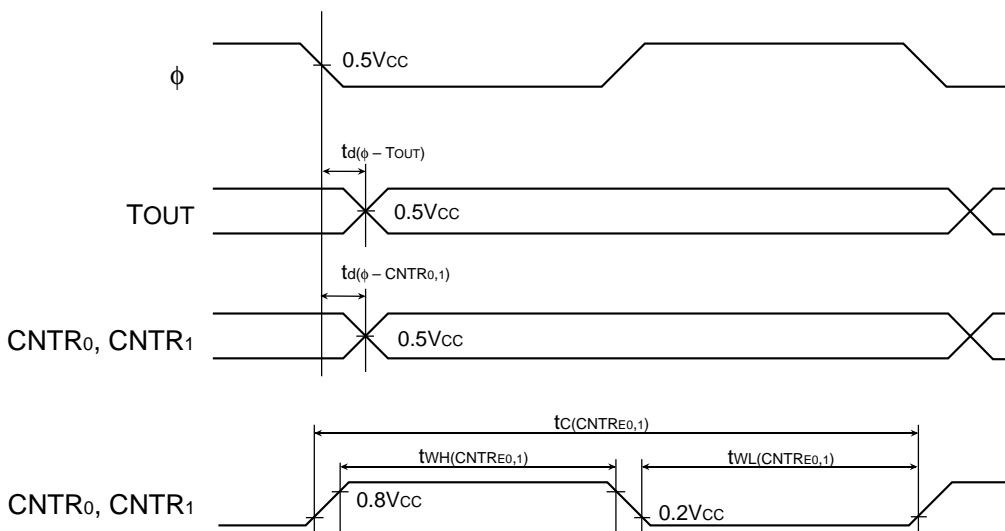 0.5VCC
ϕ
td(ϕ – TOUT)
TOUT
0.5VCC
td(ϕ – CNTR0,1)
CNTR0, CNTR1
0.5VCC
tC(CNTRE0,1)
tWH(CNTRE0,1)
tWL(CNTRE0,1)
CNTR0, CNTR1
0.8VCC
0.2VCC